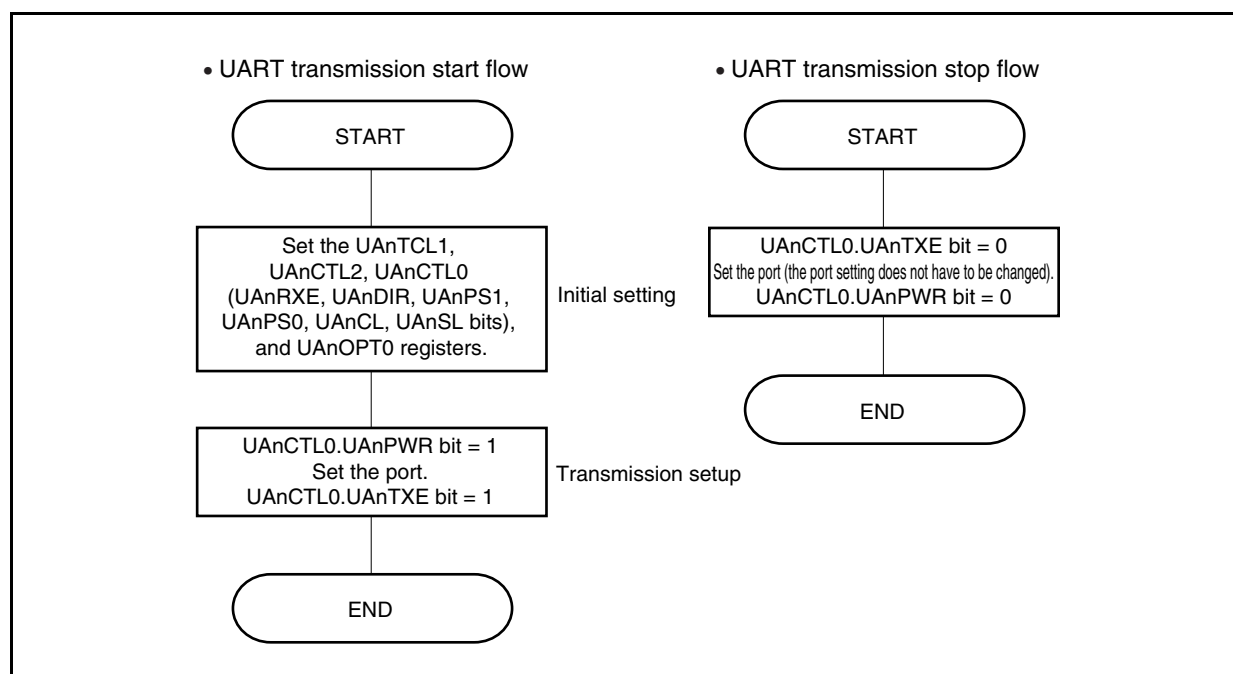 • UART transmission start flow
START
Set the UAnTCL1,
UAnCTL2, UAnCTL0
(UAnRXE, UAnDIR, UAnPS1,
UAnPS0, UAnCL, UAnSL bits),
and UAnOPT0 registers.
Initial setting
UAnCTL0.UAnPWR bit = 1
Set the port.
UAnCTL0.UAnTXE bit = 1
Transmission setup
END
• UART transmission stop flow
START
UAnCTL0.UAnTXE bit = 0
Set the port (the port setting does not have to be changed).
UAnCTL0.UAnPWR bit = 0
END